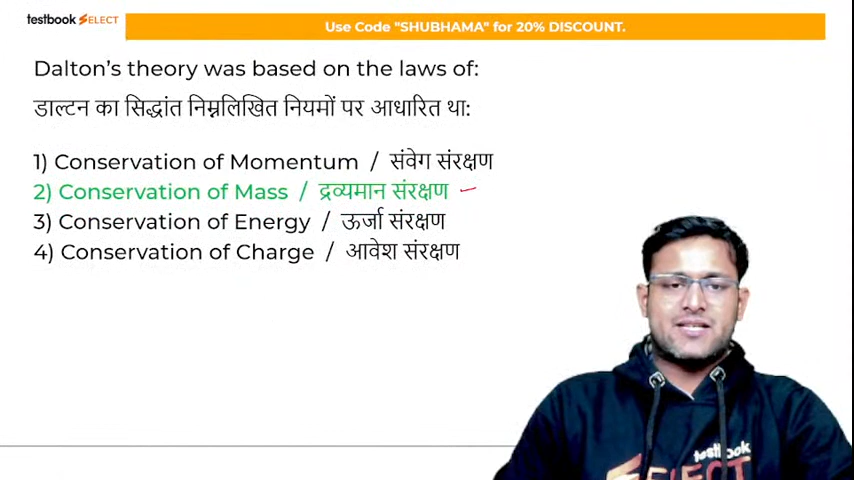 testbook SELECT
Use Code "SHUBHAMA" for 20% DISCOUNT.
Dalton's theory was based on the laws of:
डाल्टन का सिद्धांत निम्नलिखित नियमों पर आधारित था:
1) Conservation of Momentum / संवेग संरक्षण
2) Conservation of Mass / द्रव्यमान संरक्षण
3) Conservation of Energy / ऊर्जा संरक्षण
4) Conservation of Charge / आवेश संरक्षण
testbook
SELECT